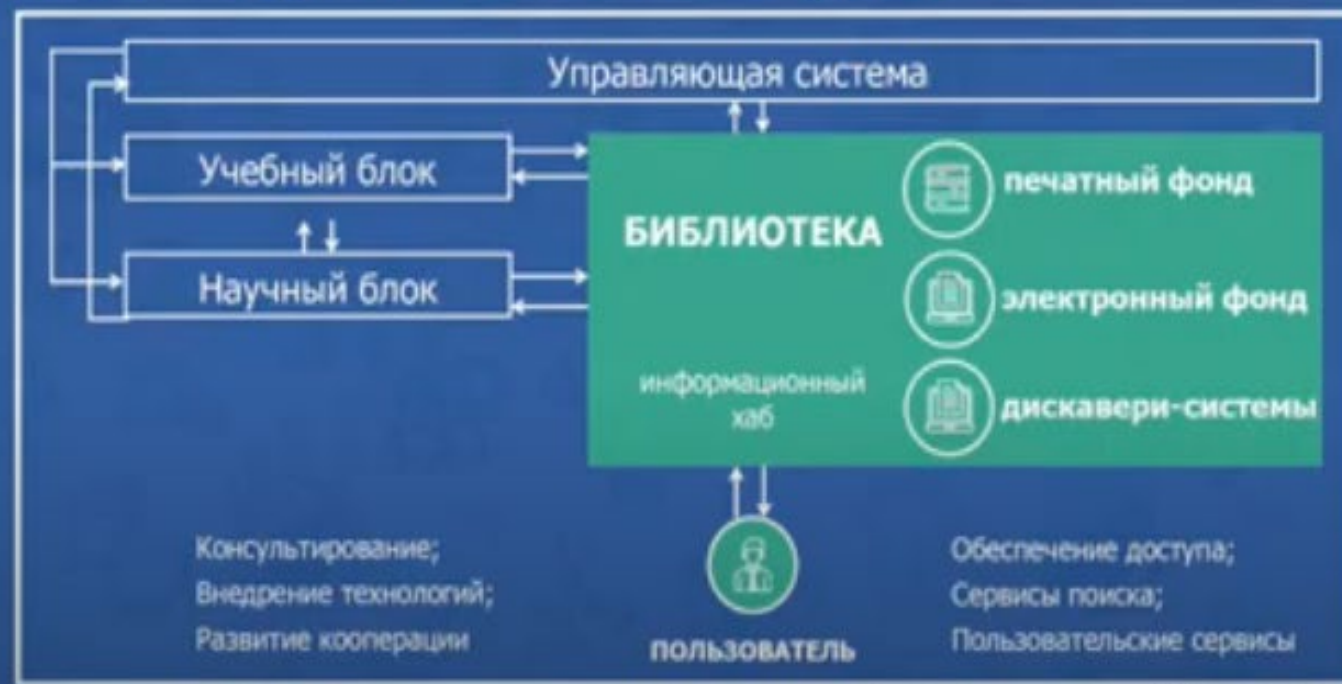 Управляющая система
Учебный блок
Научный блок
БИБЛИОТЕКА
информационный
хаб
печатный фонд
электронный фонд
дискавери-системы
Консультирование;
Внедрение технологий;
Развитие кооперации
ПОЛЬЗОВАТЕЛЬ
Обеспечение доступа;
Сервисы поиска;
Пользовательские сервисы